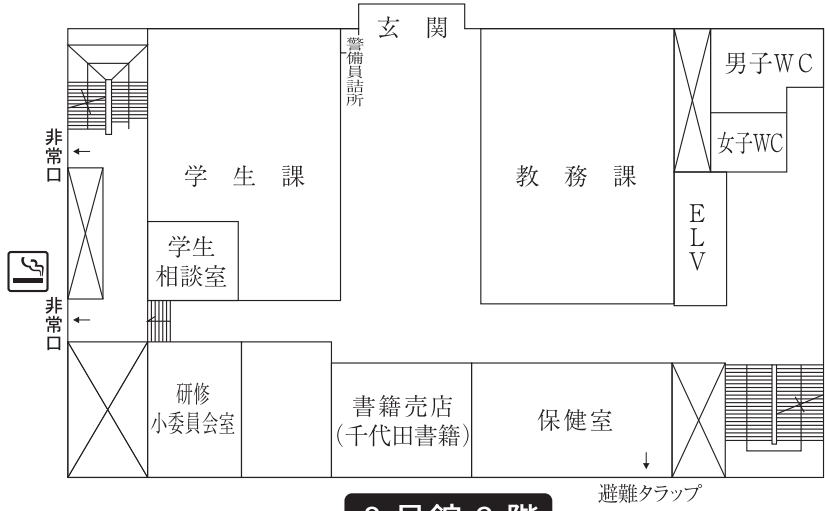 玄関
警備員詰所
男子WC
女子WC
非常口
学生課
教務課
ELV
学生
相談室
非常口
研修
小委員会室
書籍売店
(千代田書籍)
保健室
避難タラップ